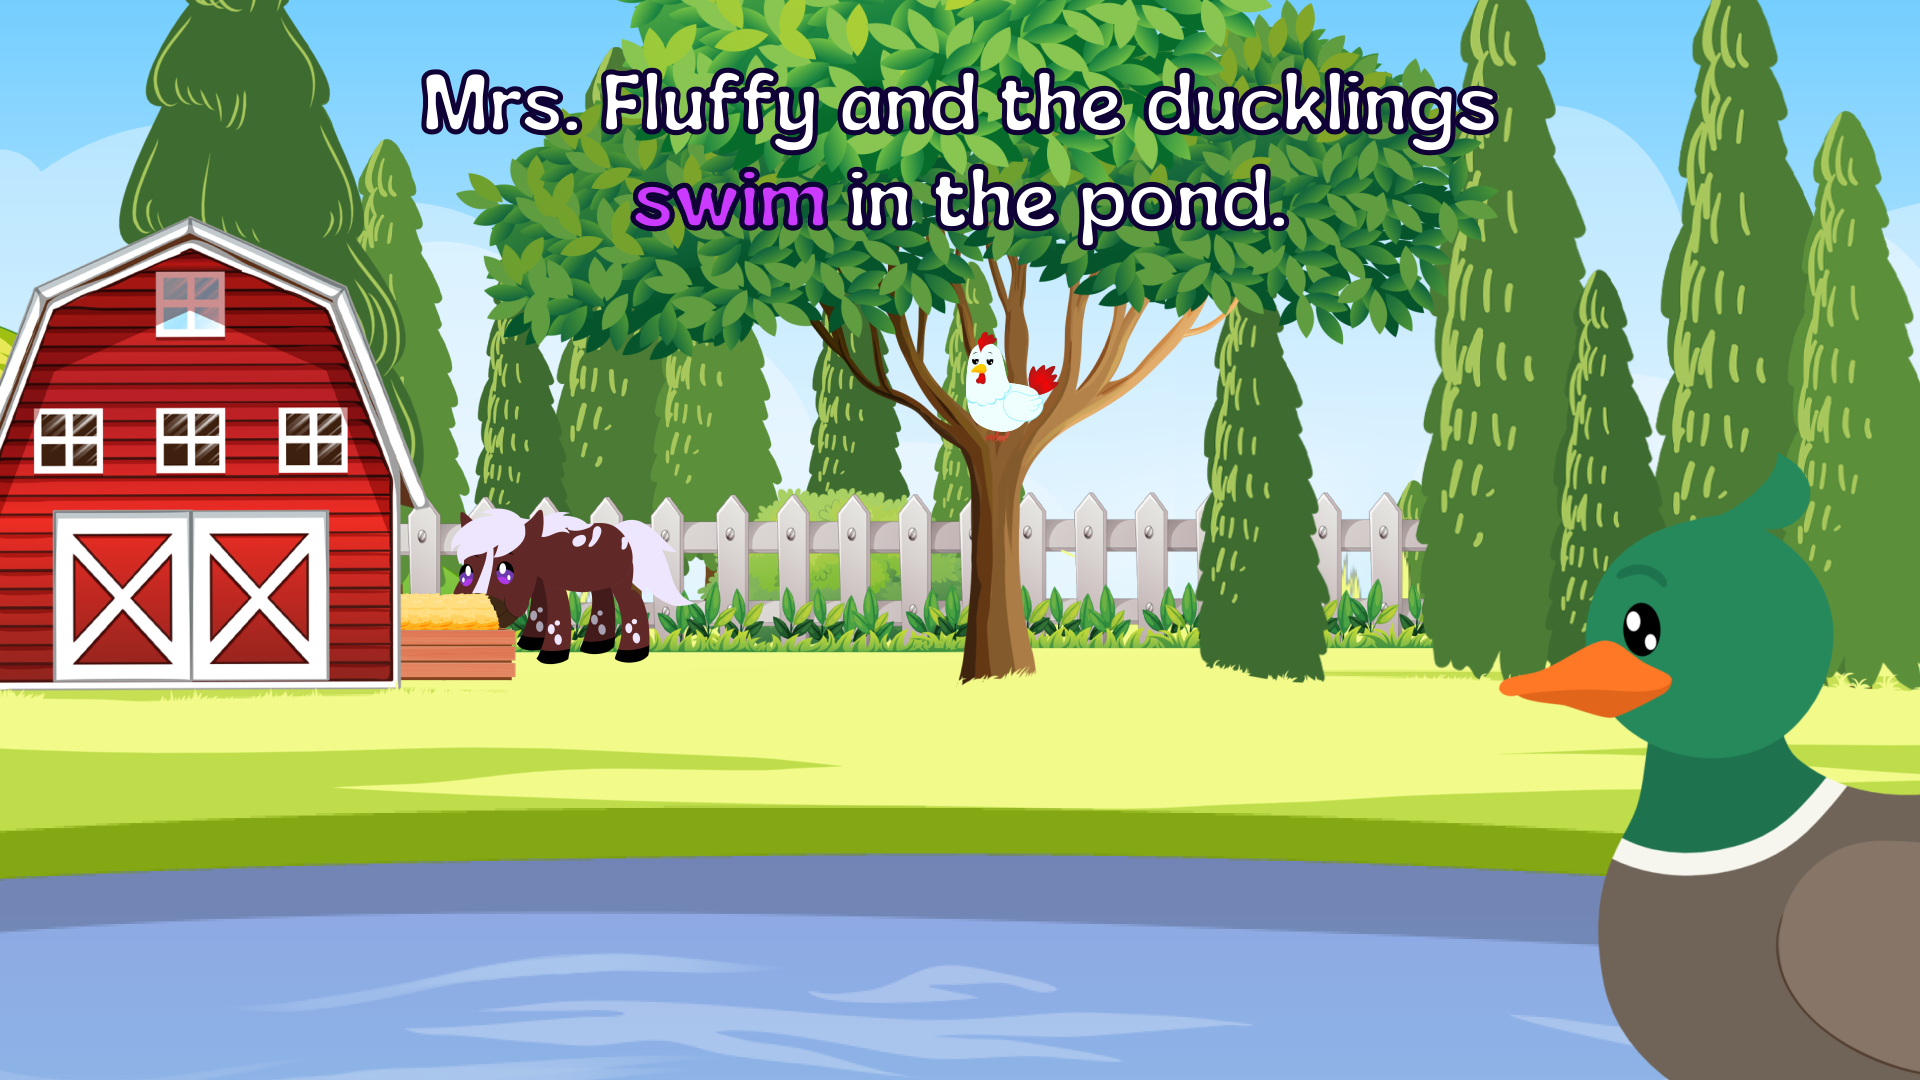 Mrs. Fluffy and the ducklings
swim in the pond.